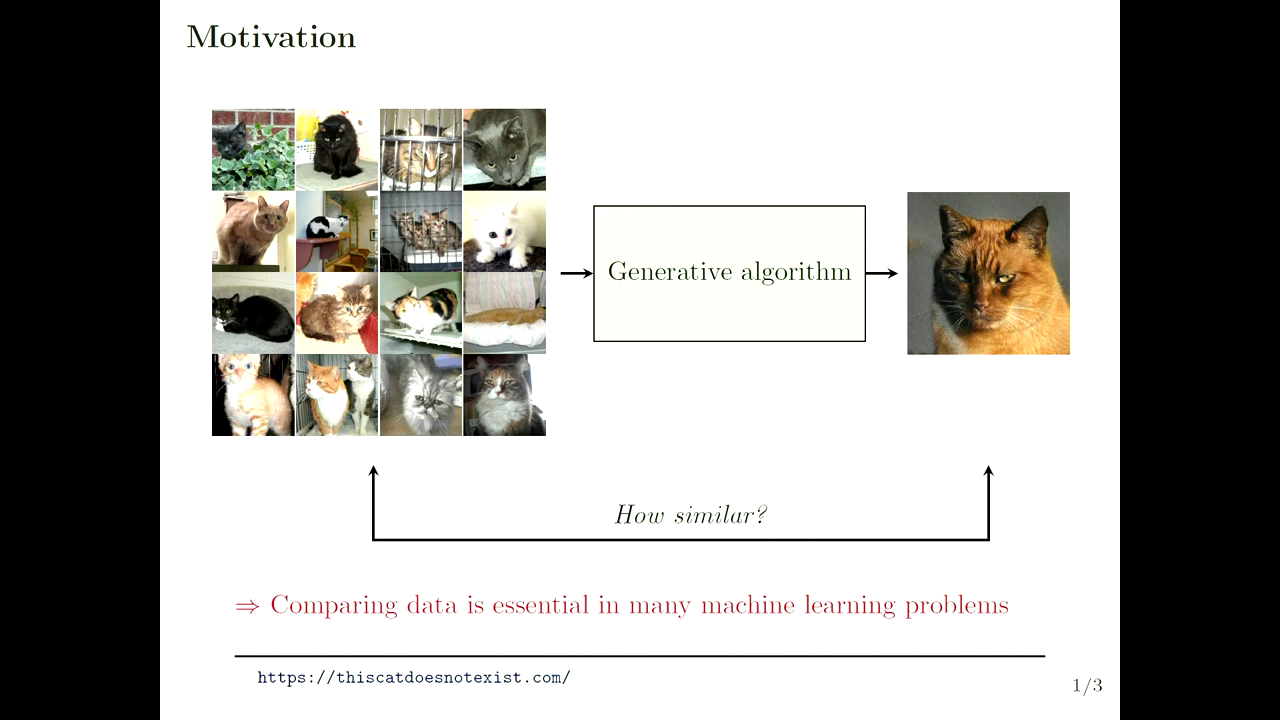 Motivation
Generative algorithm
How similar?
⇒ Comparing data is essential in many machine learning problems
https://thiscatdoesnotexist.com/
1/3